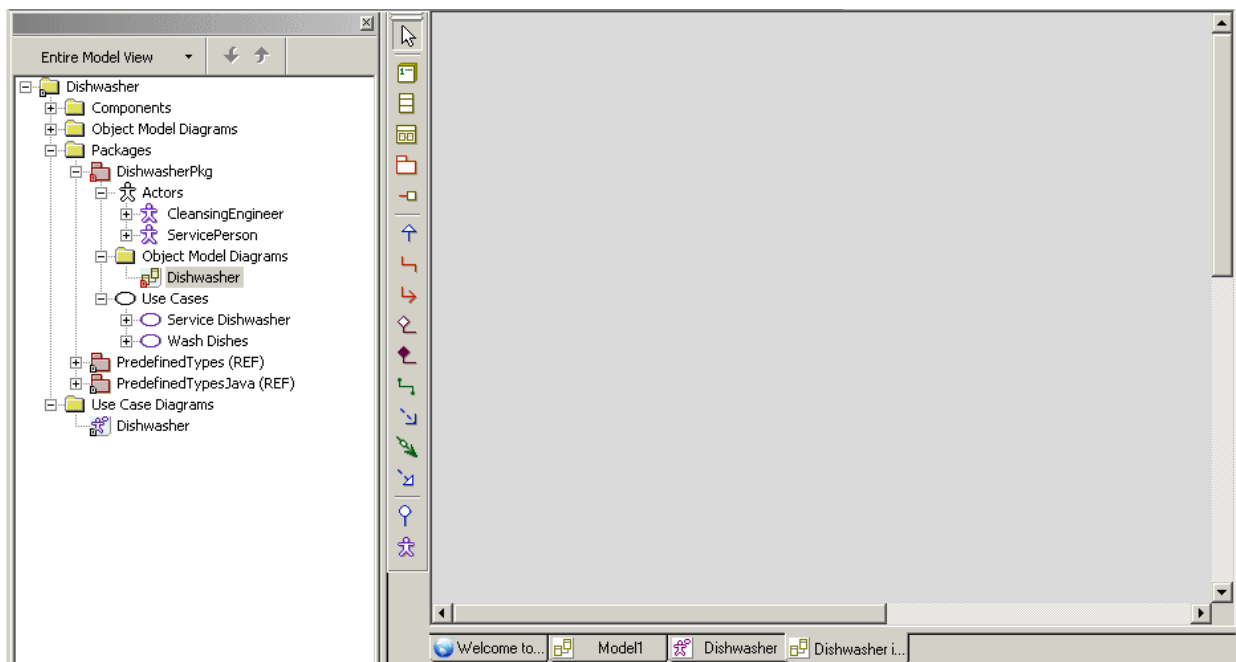 Entire Model View
Dishwasher
Components
Object Model Diagrams
Packages
DishwasherPkg
Actors
CleansingEngineer
ServicePerson
Object Model Diagrams
Dishwasher
Use Cases
Service Dishwasher
Wash Dishes
PredefinedTypes (REF)
PredefinedTypesJava (REF)
Use Case Diagrams
Dishwasher
Welcome to... Model1 Dishwasher Dishwasher i...